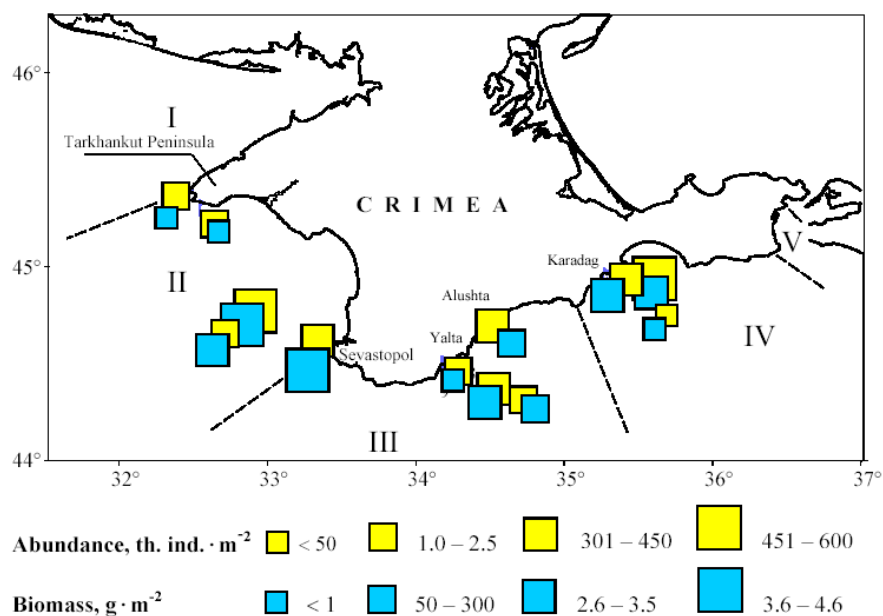 46°
I
Tarkhankut Peninsula
CRIMEA
V
Karadag
45°
II
Alushta
IV
Yalta
Sevastopol
III
44°
32° 33° 34° 35° 36° 37°
Abundance, th. ind. · m⁻² < 50 1.0 – 2.5 301 – 450 451 – 600
Biomass, g · m⁻² < 1 50 – 300 2.6 – 3.5 3.6 – 4.6